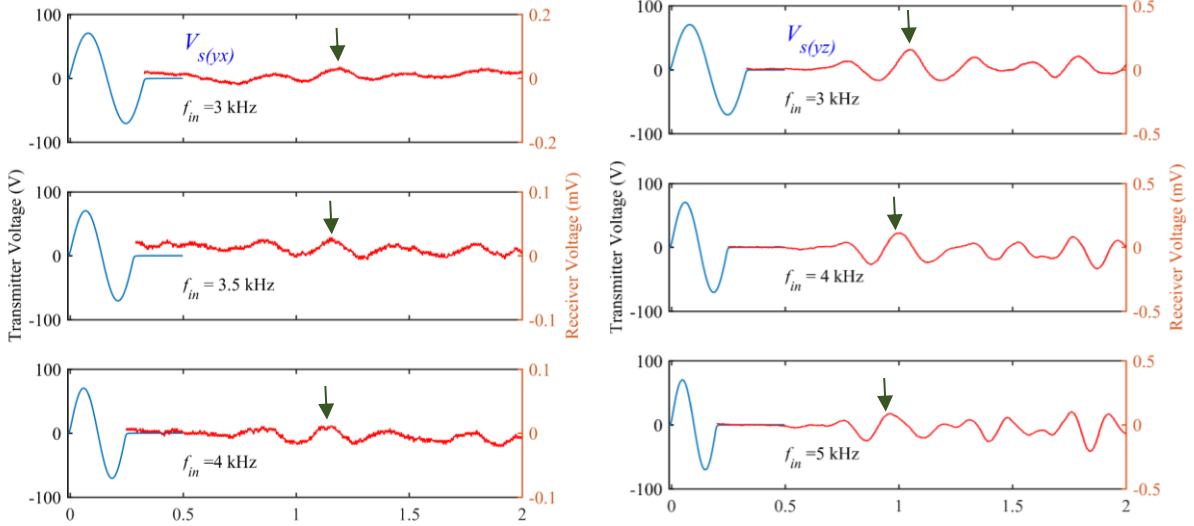 Transmitter Voltage (V)
100
0
-100
V s(yx)
f in =3 kHz
0.2
0
-0.2
100
0
-100
f in = 3.5 kHz
0.1
0
-0.1
100
0
-100
f in =4 kHz
0.1
0
-0.1
0 0.5 1 1.5 2
Receiver Voltage (mV)
Transmitter Voltage (V)
100
0
-100
V s(yz)
f in =3 kHz
0.5
0
-0.5
100
0
-100
f in = 4 kHz
0.5
0
-0.5
100
0
-100
f in =5 kHz
0.5
0
-0.5
0 0.5 1 1.5 2
Receiver Voltage (mV)